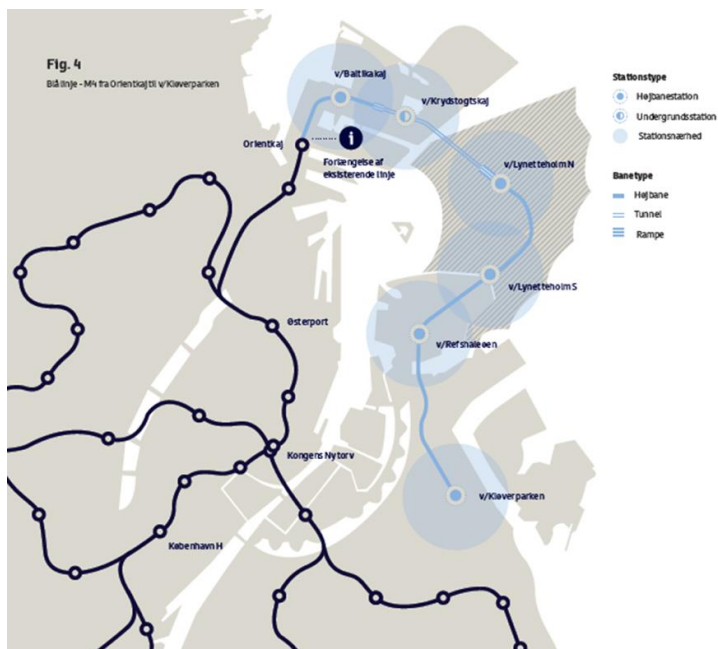 Fig. 4
Blå linje - M4 fra Orientkaj til v/Kløverparken
v/Baltikakaj
v/Krydstogtskaj
Orientkaj
i
Forlængelse af
eksisterende linje
v/Lynetteholm N
v/Lynetteholm S
Østerport
v/Refshaleøen
Kongens Nytorv
v/Kløverparken
København H
Stationstype
Højbanestation
Undergrundsstation
Stationsnærhed
Banetype
Højbane
Tunnel
Rampe